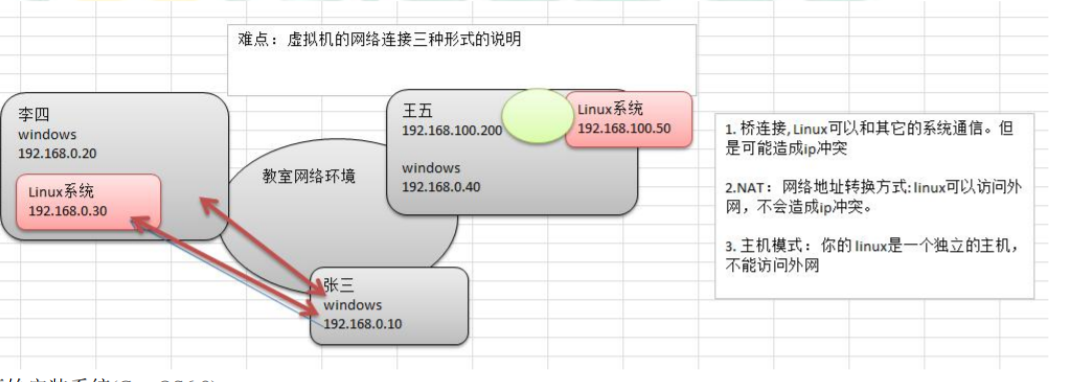 难点：虚拟机的网络连接三种形式的说明
李四
windows
192.168.0.20
Linux系统
192.168.0.30
教室网络环境
王五
192.168.100.200
windows
192.168.0.40
Linux系统
192.168.100.50
张三
windows
192.168.0.10
1. 桥连接,Linux可以和其它的系统通信。但
是可能造成ip冲突
2.NAT：网络地址转换方式:linux可以访问外
网，不会造成ip冲突。
3. 主机模式：你的linux是一个独立的主机，
不能访问外网